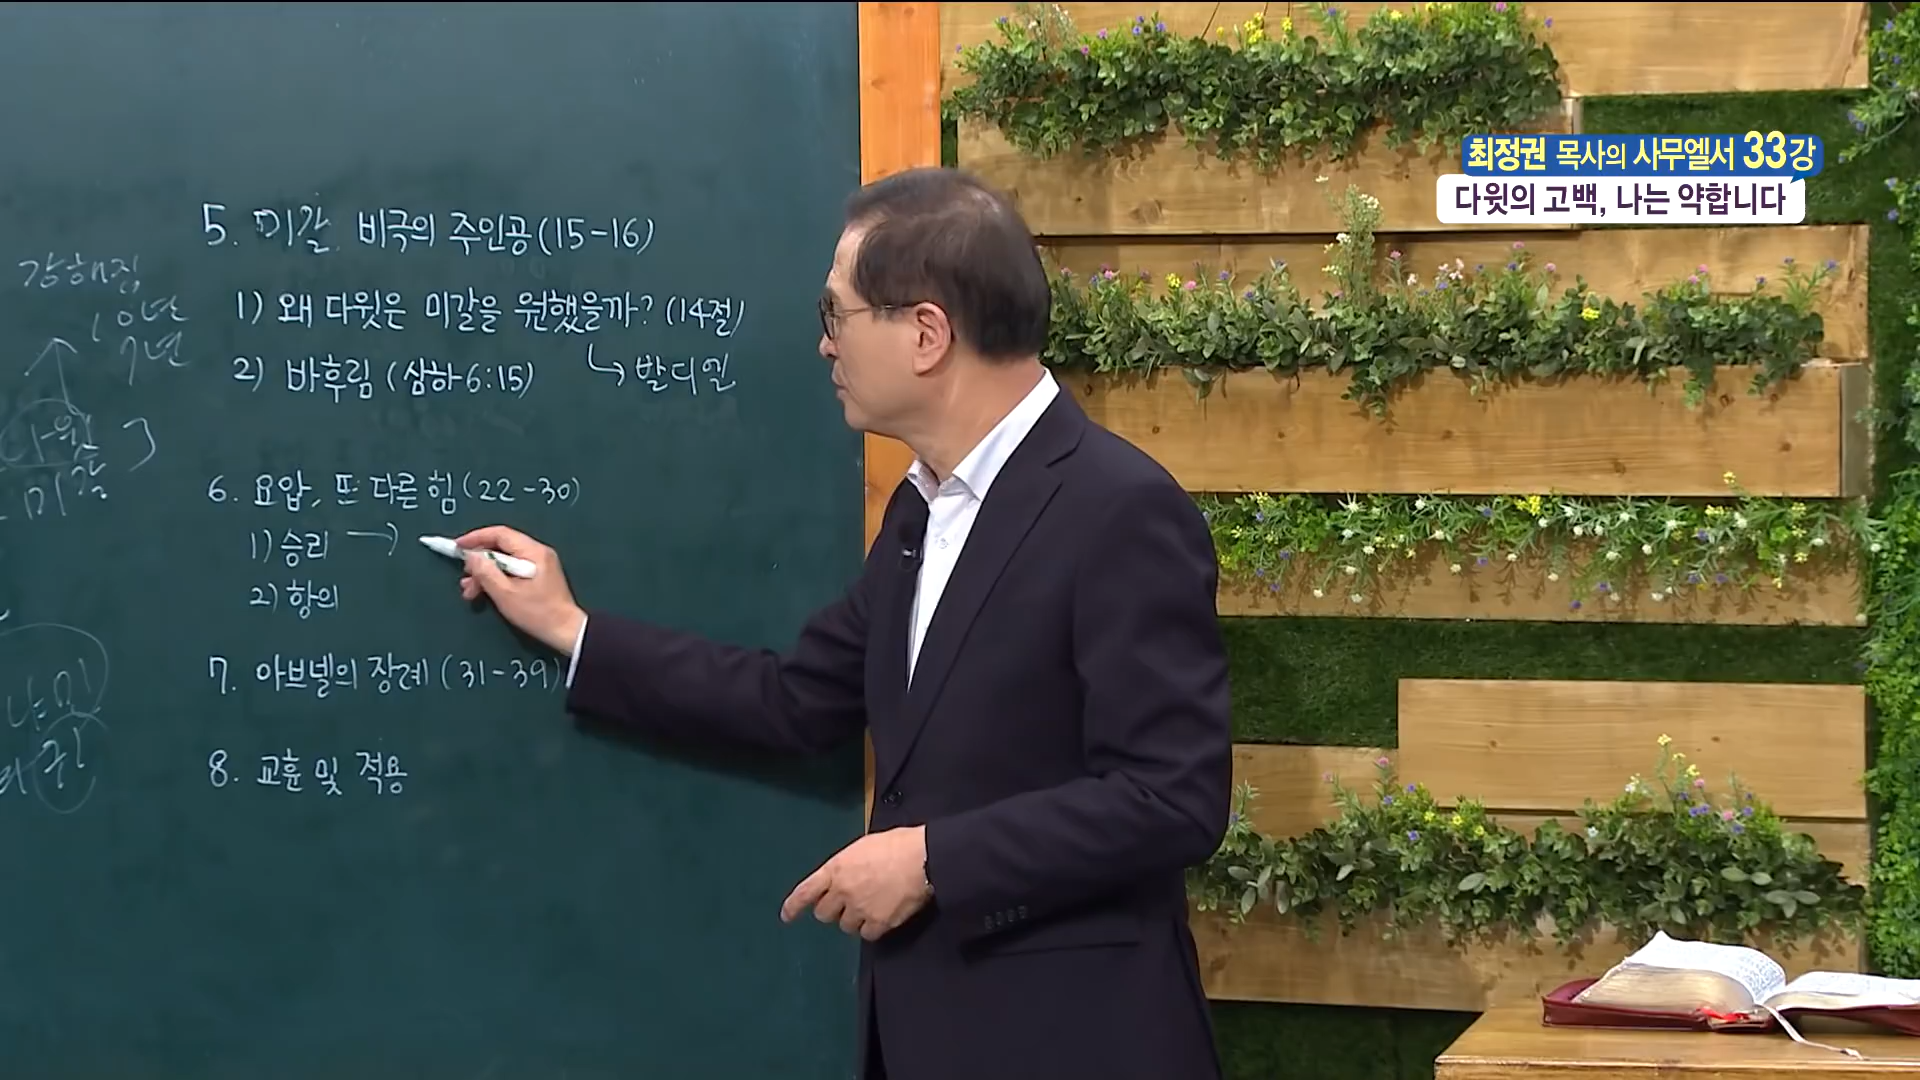 최정권 목사의 사무엘서 33강
다윗의 고백, 나는 약합니다
강해짐
10년
7년
다윗
미갈
5. 미갈, 비극의 주인공(15-16)
1) 왜 다윗은 미갈을 원했을까? (14절)
2) 바후림 (삼하 6:15)
↳ 발디엘
6. 요압, 또 다른 힘(22-30)
1) 승리 →
2) 항의
7. 아브넬의 장례 (31-39)
8. 교훈 및 적용